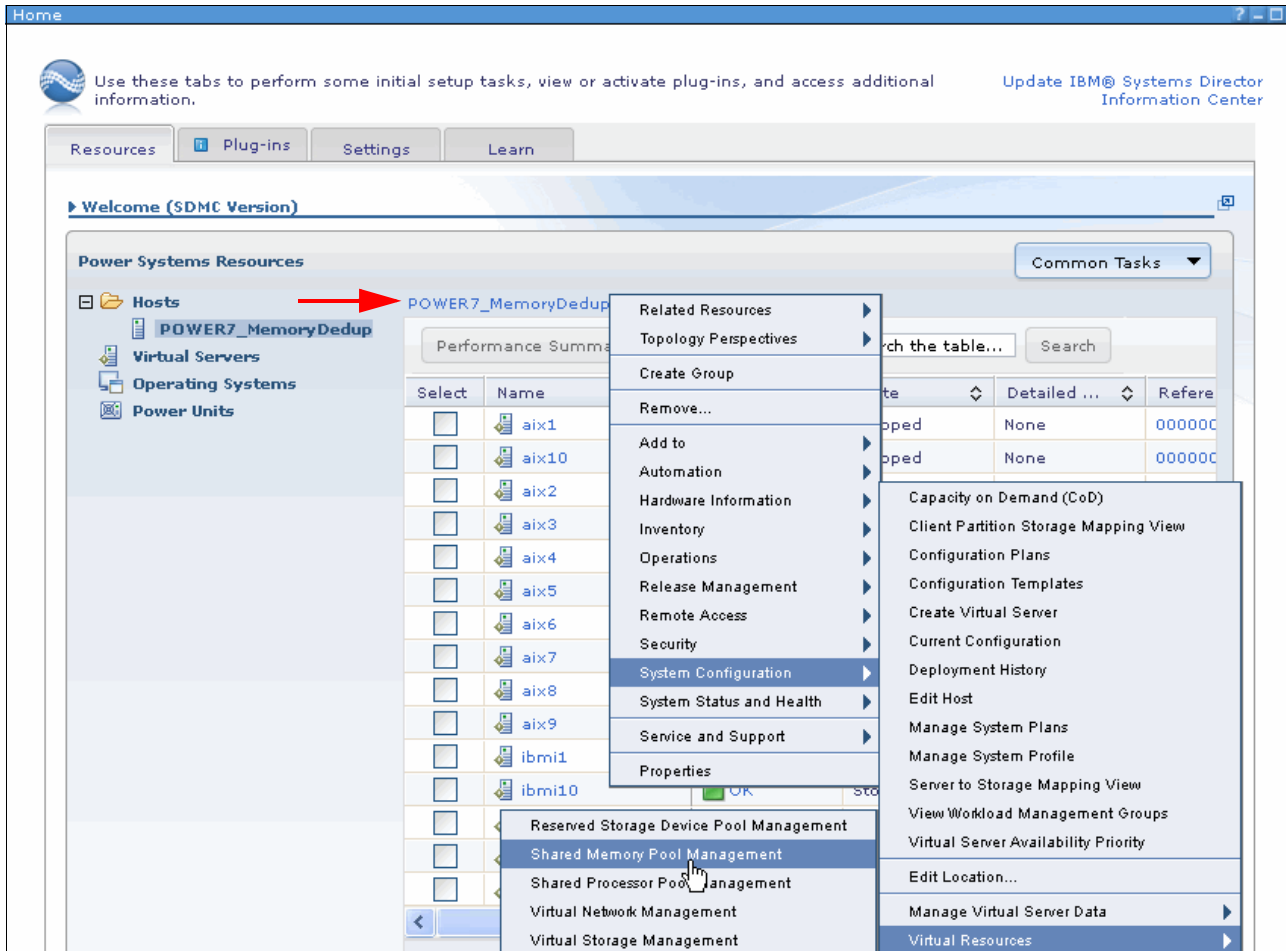 Home
?
Use these tabs to perform some initial setup tasks, view or activate plug-ins, and access additional
information.
Update IBM® Systems Director
Information Center
Resources
Plug-ins
Settings
Learn
Welcome (SDMC Version)
Power Systems Resources
Common Tasks
Hosts
POWER7_MemoryDedup
Virtual Servers
Operating Systems
Power Units
POWER7_MemoryDedup
Performance Summa
rch the table...
Search
Select
Name
te
Detailed ...
Refere
aix1
pped
None
000000
aix10
pped
None
000000
aix2
aix3
aix4
aix5
aix6
aix7
aix8
aix9
ibmi1
ibmi10
OK
Sto
Related Resources
Topology Perspectives
Create Group
Remove...
Add to
Automation
Hardware Information
Inventory
Operations
Release Management
Remote Access
Security
System Configuration
System Status and Health
Service and Support
Properties
Capacity on Demand (CoD)
Client Partition Storage Mapping View
Configuration Plans
Configuration Templates
Create Virtual Server
Current Configuration
Deployment History
Edit Host
Manage System Plans
Manage System Profile
Server to Storage Mapping View
View Workload Management Groups
Virtual Server Availability Priority
Edit Location...
Manage Virtual Server Data
Virtual Resources
Reserved Storage Device Pool Management
Shared Memory Pool Management
Shared Processor Pool Management
Virtual Network Management
Virtual Storage Management